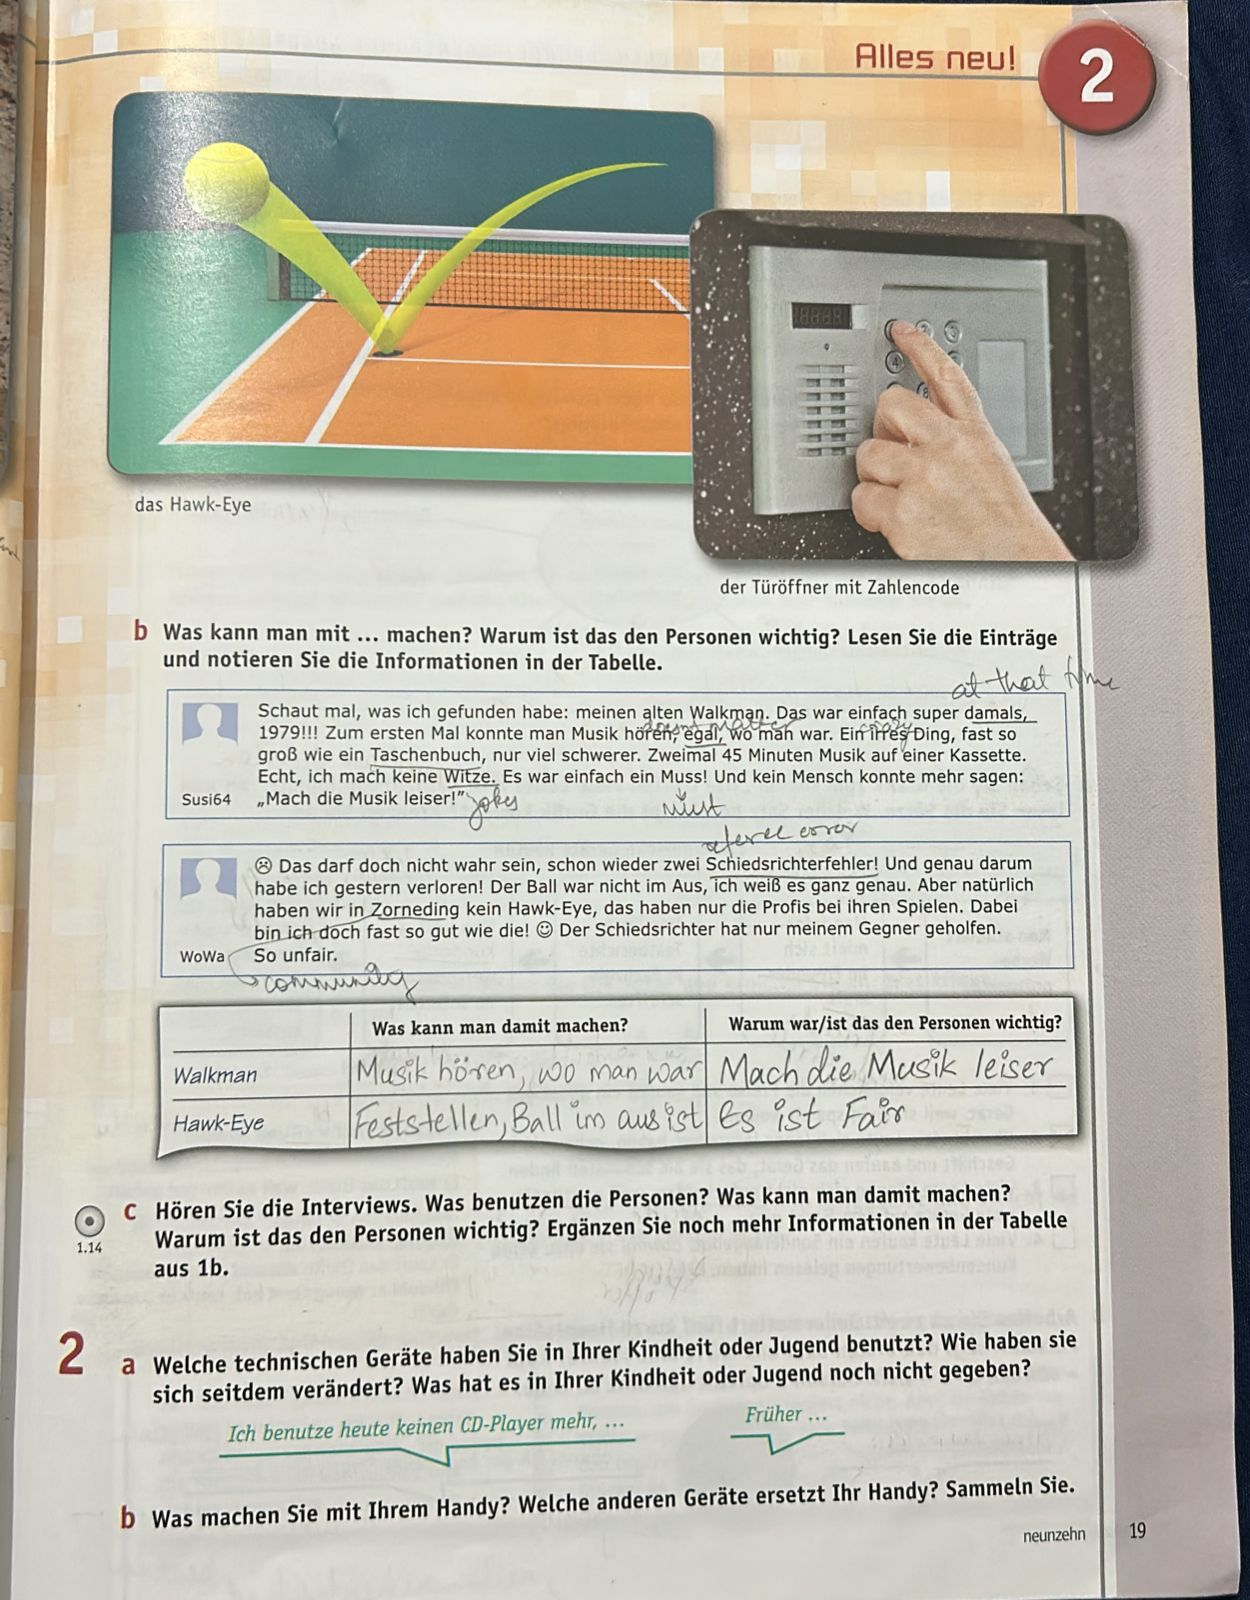 Alles neu!
2
das Hawk-Eye
der Türöffner mit Zahlencode
b Was kann man mit ... machen? Warum ist das den Personen wichtig? Lesen Sie die Einträge
und notieren Sie die Informationen in der Tabelle.
at that time
Schaut mal, was ich gefunden habe: meinen alten Walkman. Das war einfach super damals,
doesnt matter crazy
1979!!! Zum ersten Mal konnte man Musik hören, egal, wo man war. Ein irres Ding, fast so
groß wie ein Taschenbuch, nur viel schwerer. Zweimal 45 Minuten Musik auf einer Kassette.
Echt, ich mach keine Witze. Es war einfach ein Muss! Und kein Mensch konnte mehr sagen:
Susi64 „Mach die Musik leiser!" jokes
must
referee error
☹ Das darf doch nicht wahr sein, schon wieder zwei Schiedsrichterfehler! Und genau darum
habe ich gestern verloren! Der Ball war nicht im Aus, ich weiß es ganz genau. Aber natürlich
haben wir in Zorneding kein Hawk-Eye, das haben nur die Profis bei ihren Spielen. Dabei
bin ich doch fast so gut wie die! ☺ Der Schiedsrichter hat nur meinem Gegner geholfen.
WoWa So unfair.
community
Was kann man damit machen? Warum war/ist das den Personen wichtig?
Walkman Musik hören, wo man war Mach die Musik leiser
Hawk-Eye Feststellen, Ball im aus ist Es ist Fair
c Hören Sie die Interviews. Was benutzen die Personen? Was kann man damit machen?
1.14 Warum ist das den Personen wichtig? Ergänzen Sie noch mehr Informationen in der Tabelle
aus 1b.
2 a Welche technischen Geräte haben Sie in Ihrer Kindheit oder Jugend benutzt? Wie haben sie
sich seitdem verändert? Was hat es in Ihrer Kindheit oder Jugend noch nicht gegeben?
Ich benutze heute keinen CD-Player mehr, ... Früher ...
b Was machen Sie mit Ihrem Handy? Welche anderen Geräte ersetzt Ihr Handy? Sammeln Sie.
neunzehn 19